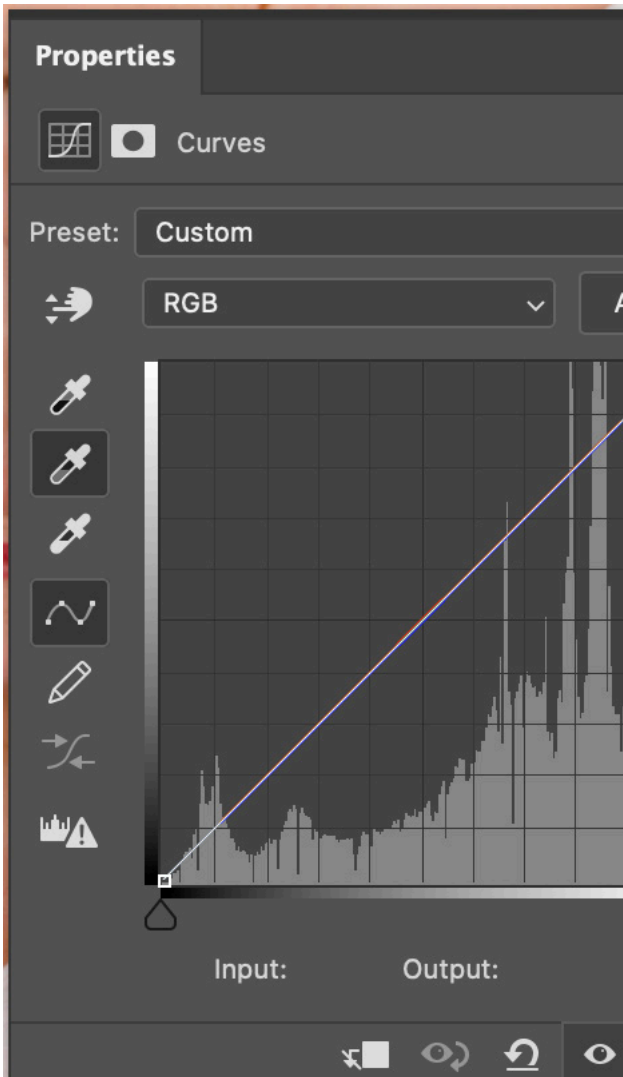 Properties
Curves
Preset: Custom
RGB
A
Input: Output: